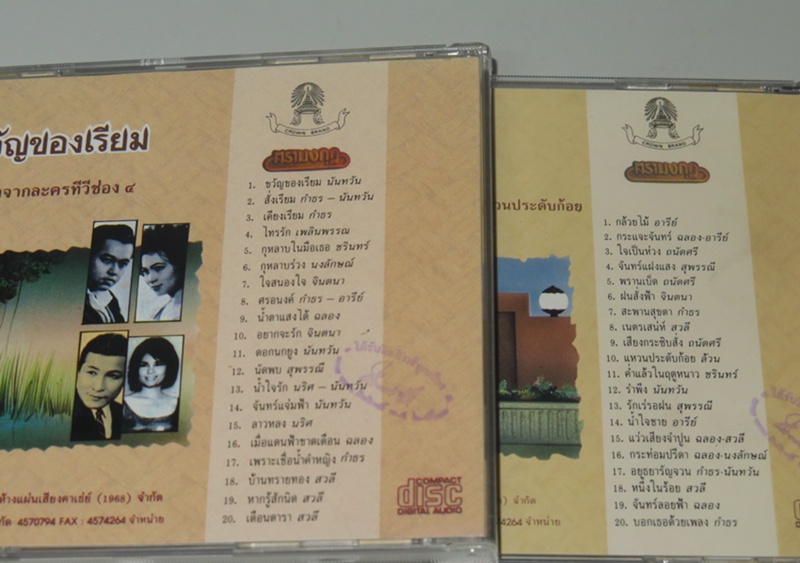 วัญของเรียม
จากละครทีวีช่อง ๔
CROWN BRAND
ตรามงกุฎ
1. ขวัญของเรียม นันทวัน
2. สั่งเรียม กำธร – นันทวัน
3. เคียงเรียม กำธร
4. ไทรรัก เพลินพรรณ
5. กุหลาบในมือเธอ ชรินทร์
6. กุหลาบร่วง นงลักษณ์
7. ใจสนองใจ จินตนา
8. ศรอนงค์ กำธร – อารีย์
9. น้ำตาแสงใต้ ฉลอง
10. อยากจะรัก จินตนา
11. ดอกนกยูง นันทวัน
12. นัดพบ สุพรรณี
13. น้ำใจรัก นริศ – นันทวัน
14. จันทร์แจ่มฟ้า นันทวัน
15. ลาวหลง นริศ
16. เมื่อแดนฟ้าขาดเดือน ฉลอง
17. เพราะเชื่อน้ำคำหญิง กำธร
18. บ้านทรายทอง สวลี
19. หากรู้สักนิด สวลี
20. เดือนดารา สวลี
ห้างแผ่นเสียงคาเธ่ย์ (1968) จำกัด
กัด 4570794 FAX : 4574264 จำหน่าย
COMPACT
disc
DIGITAL AUDIO
วนประดับก้อย
CROWN BRAND
ตรามงกุฎ
1. กล้วยไม้ อารีย์
2. กระแจะจันทร์ ฉลอง-อารีย์
3. ใจเป็นห่วง ถนัดศรี
4. จันทร์แฝงแสง สุพรรณี
5. พรานเบ็ด ถนัดศรี
6. ฝนสั่งฟ้า จินตนา
7. สะพานสุขตา กำธร
8. เนตรเสน่ห์ สวลี
9. เสียงกระซิบสั่ง ถนัดศรี
10. แหวนประดับก้อย ล้วน
11. ค่ำแล้วในฤดูหนาว ชรินทร์
12. รำพึง นันทวัน
13. รักเร่รอฝน สุพรรณี
14. น้ำใจชาย อารีย์
15. แว่วเสียงจำปูน ฉลอง-สวลี
16. กระท่อมปรีดา ฉลอง-นงลักษณ์
17. อยุธยารัญจวน กำธร-นันทวัน
18. หนึ่งในร้อย สวลี
19. จันทร์ลอยฟ้า ฉลอง
20. บอกเธอด้วยเพลง กำธร
) จำกัด
4264 จำหน่าย